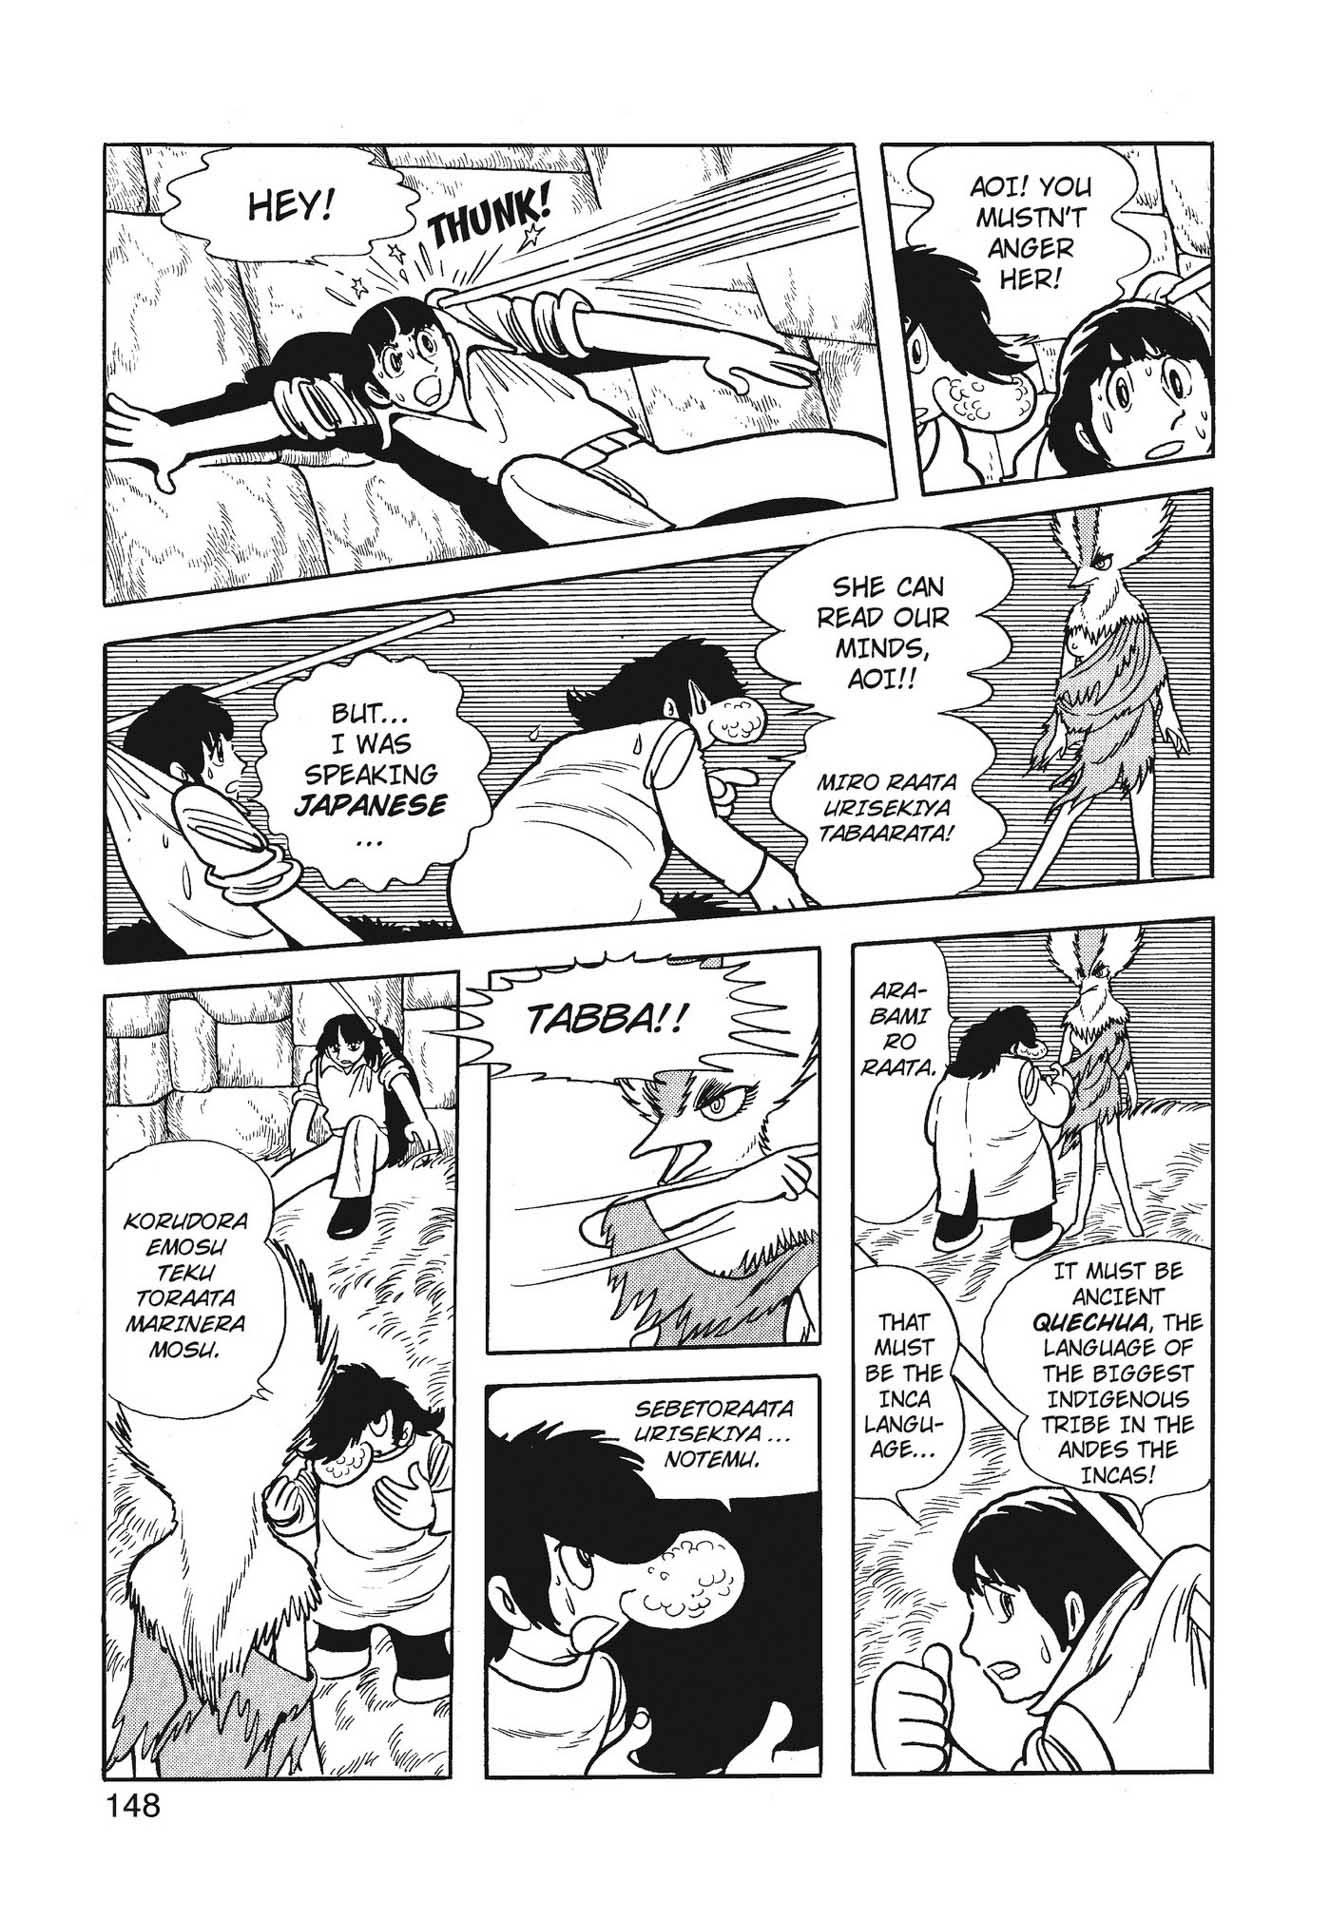 HEY!
THUNK!
AOI! YOU
MUSTN'T
ANGER
HER!
BUT...
I WAS
SPEAKING
JAPANESE
...
SHE CAN
READ OUR
MINDS,
AOI!!
MIRO RAATA
URISEKIYA
TABAARATA!
KORUDORA
EMOSU
TEKU
TORAATA
MARINERA
MOSU.
TABBA!!
SEBETORAATA
URISEKIYA...
NOTEMU.
ARA-
BAMI
RO
RAATA.
THAT
MUST
BE THE
INCA
LANGU-
AGE...
IT MUST BE
ANCIENT
QUECHUA, THE
LANGUAGE OF
THE BIGGEST
INDIGENOUS
TRIBE IN THE
ANDES THE
INCAS!
148